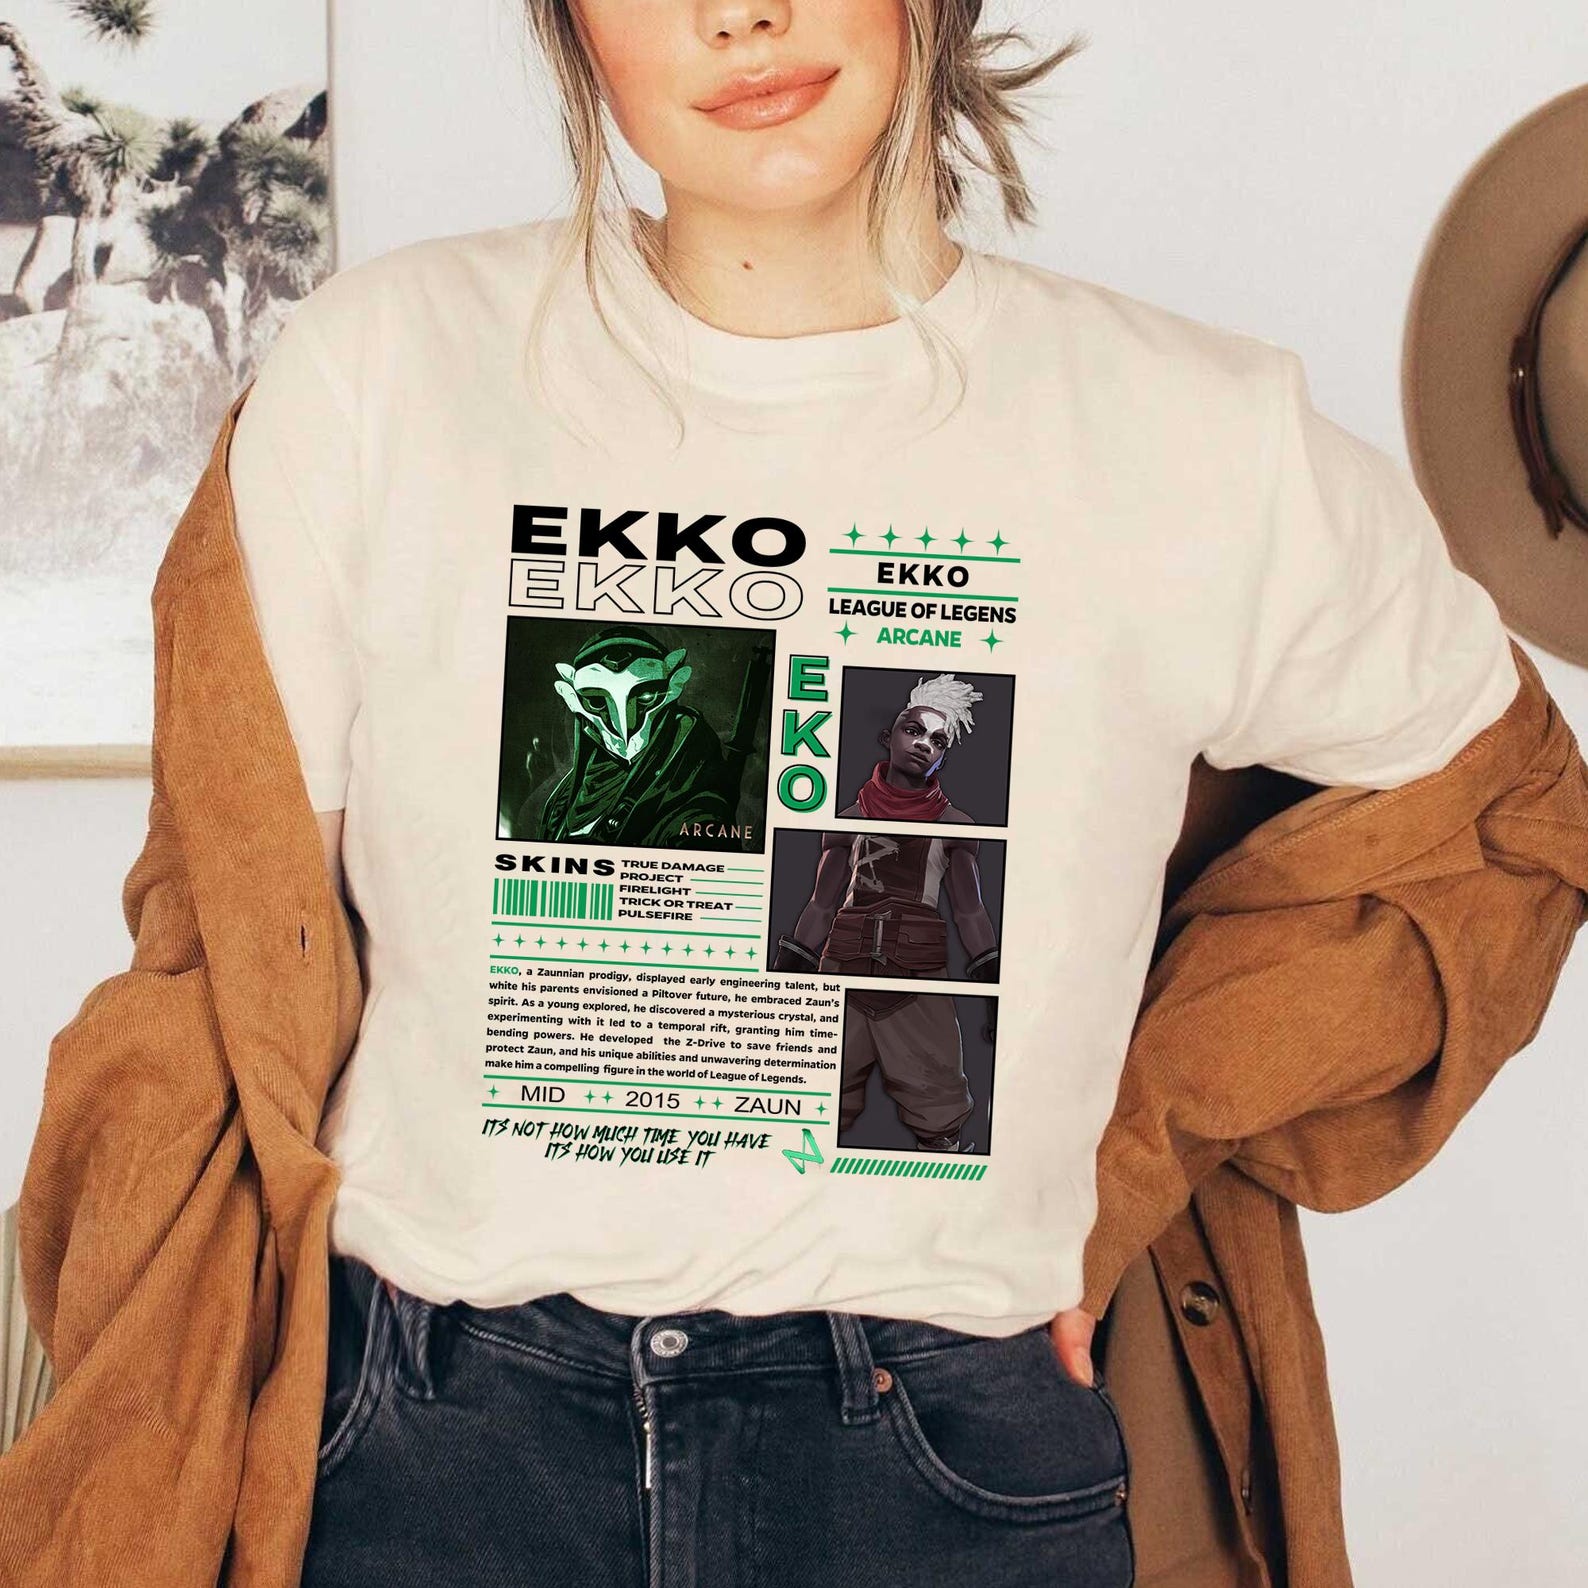 EKKO
EKKO
EKKO
LEAGUE OF LEGENS
ARCANE
EKO
ARCANE
SKINS
TRUE DAMAGE
PROJECT
FIRELIGHT
TRICK OR TREAT
PULSEFIRE
EKKO, a Zaunnian prodigy, displayed early engineering talent, but
white his parents envisioned a Piltover future, he embraced Zaun's
spirit. As a young explored, he discovered a mysterious crystal, and
experimenting with it led to a temporal rift, granting him time-
bending powers. He developed the Z-Drive to save friends and
protect Zaun, and his unique abilities and unwavering determination
make him a compelling figure in the world of League of Legends.
MID 2015 ZAUN
ITS NOT HOW MUCH TIME YOU HAVE
ITS HOW YOU USE IT